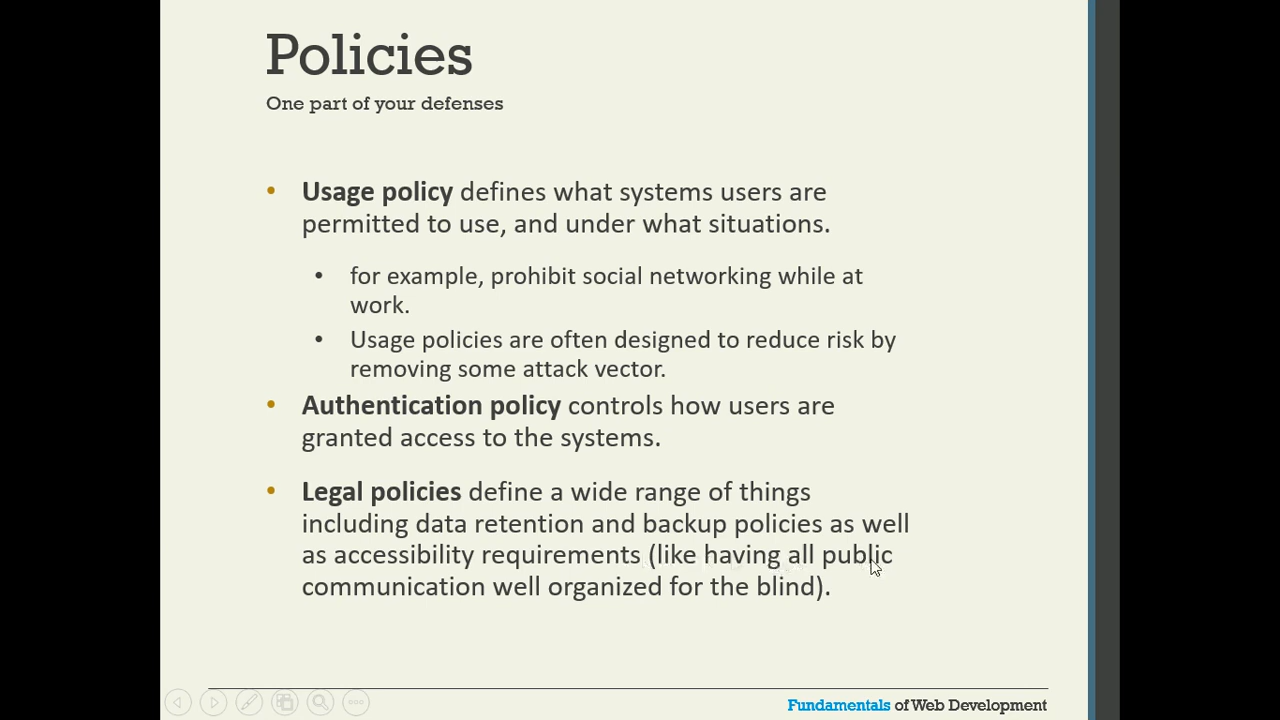 Policies
One part of your defenses
• Usage policy defines what systems users are
permitted to use, and under what situations.
• for example, prohibit social networking while at
work.
• Usage policies are often designed to reduce risk by
removing some attack vector.
• Authentication policy controls how users are
granted access to the systems.
• Legal policies define a wide range of things
including data retention and backup policies as well
as accessibility requirements (like having all public
communication well organized for the blind).
Fundamentals of Web Development